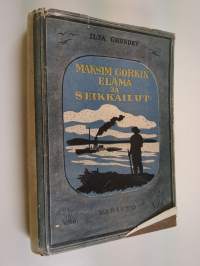 ILJA GRUSDEV
MAKSIM GORKIN
ELÄMÄ
JA
SEIKKAILUT
KARISTO